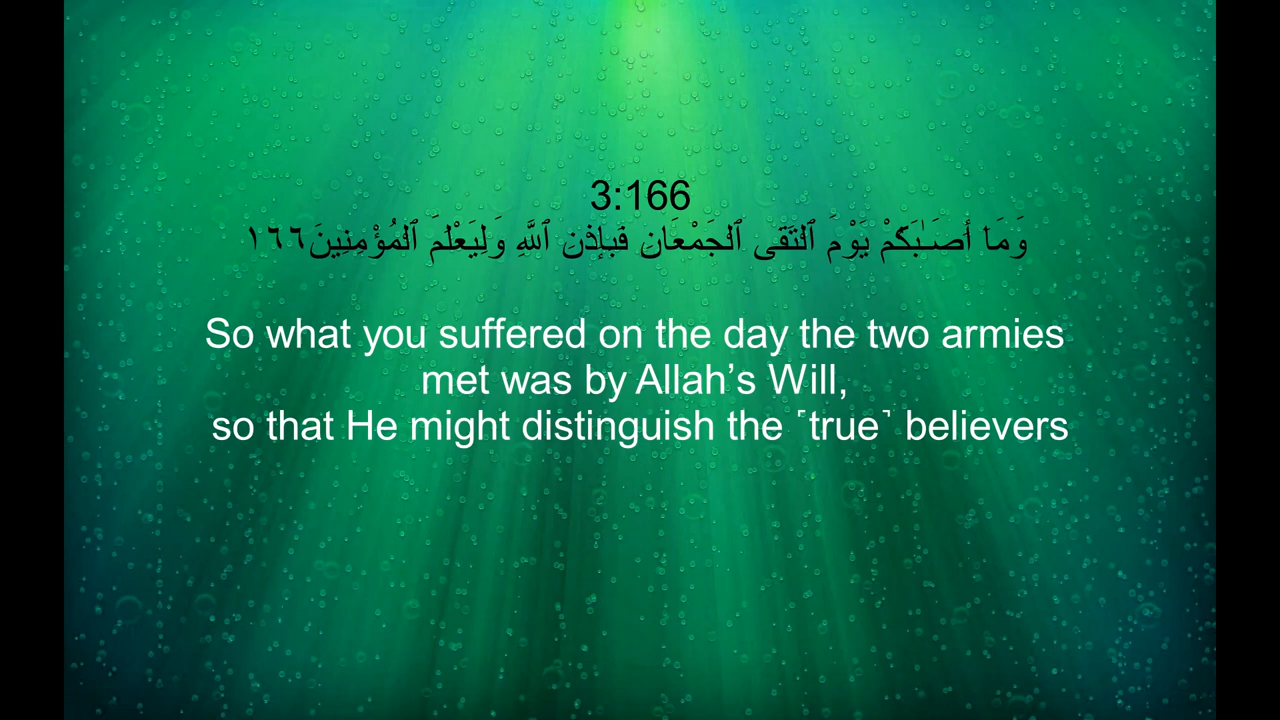 3:166
وَمَآ أَصَـٰبَكُمْ يَوْمَ ٱلْتَقَى ٱلْجَمْعَانِ فَبِإِذْنِ ٱللَّهِ وَلِيَعْلَمَ ٱلْمُؤْمِنِينَ١٦٦
So what you suffered on the day the two armies
met was by Allah’s Will,
so that He might distinguish the ˹true˺ believers